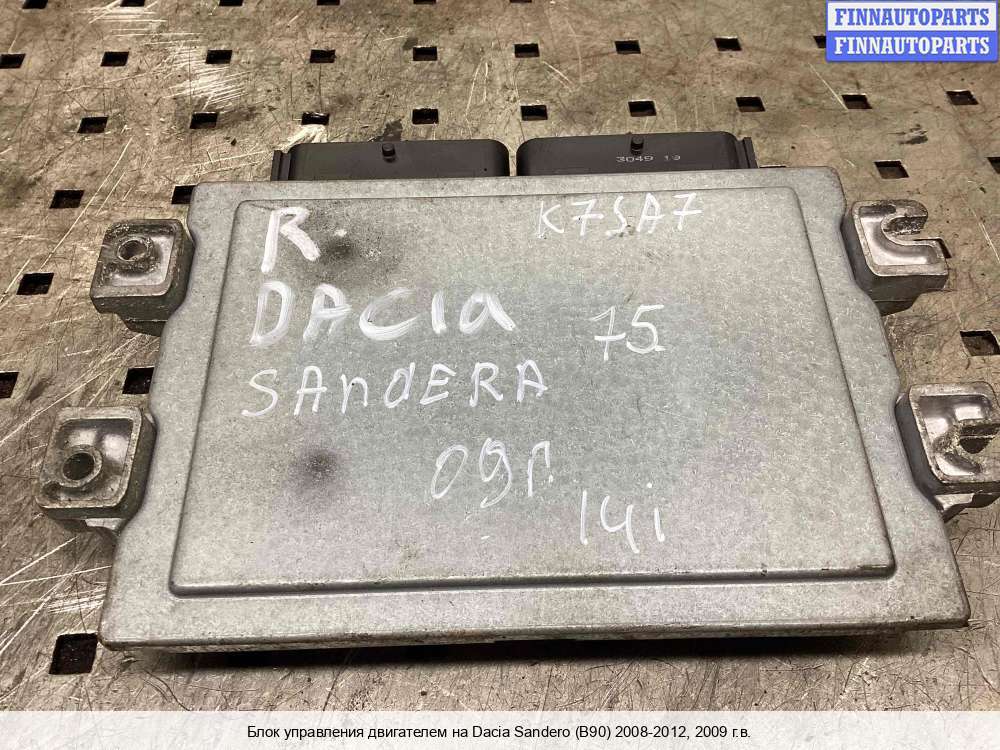 FINNAUTOPARTS
FINNAUTOPARTS
3049 19
R.
K7SA7
DACIA
75
SANdERA
09г.
14i
Блок управления двигателем на Dacia Sandero (B90) 2008-2012, 2009 г.в.